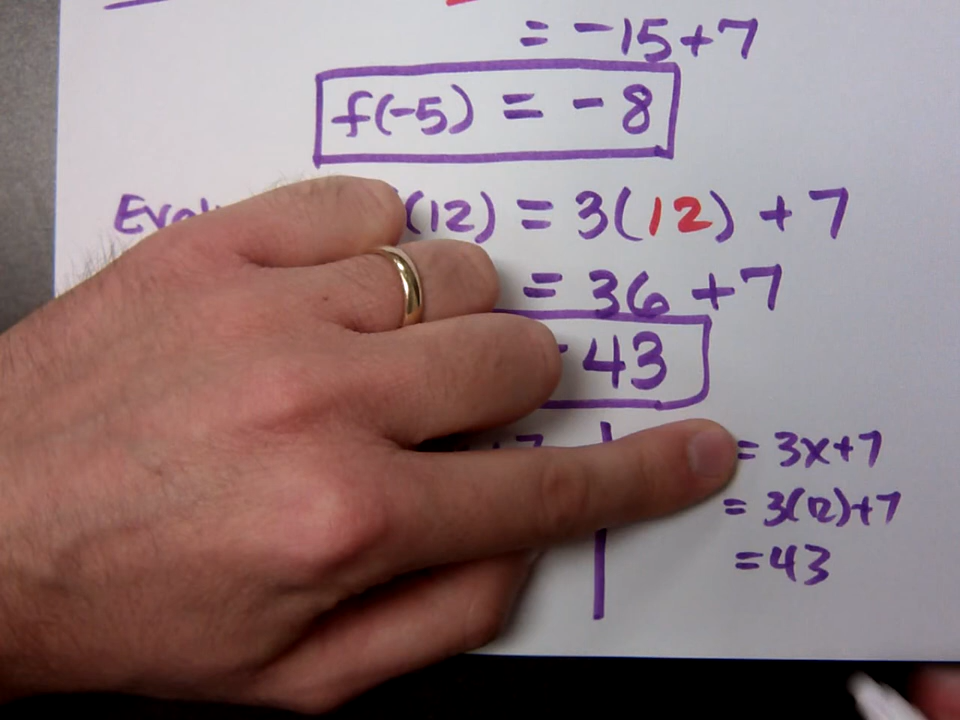 = -15+7
f(-5) = -8
(12) = 3(12) + 7
= 36 + 7
43
= 3x+7
= 3(12)+7
=43